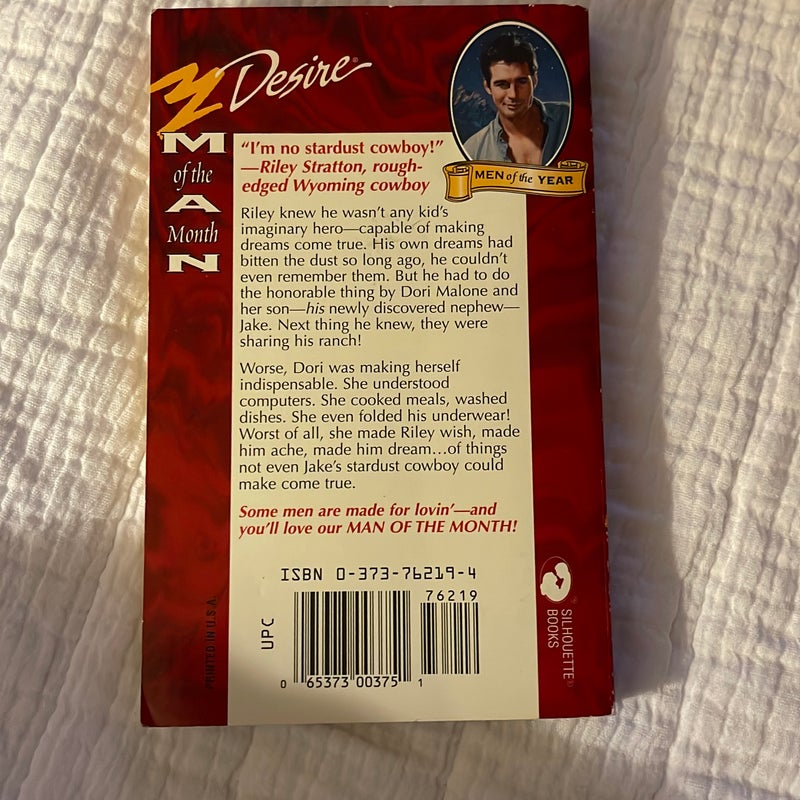 Desire®
M
of the
A
Month
N
MEN of the YEAR
“I’m no stardust cowboy!”
—Riley Stratton, rough-
edged Wyoming cowboy
Riley knew he wasn’t any kid’s
imaginary hero—capable of making
dreams come true. His own dreams had
bitten the dust so long ago, he couldn’t
even remember them. But he had to do
the honorable thing by Dori Malone and
her son—his newly discovered nephew—
Jake. Next thing he knew, they were
sharing his ranch!
Worse, Dori was making herself
indispensable. She understood
computers. She cooked meals, washed
dishes. She even folded his underwear!
Worst of all, she made Riley wish, made
him ache, made him dream…of things
not even Jake’s stardust cowboy could
make come true.
Some men are made for lovin’—and
you’ll love our MAN OF THE MONTH!
ISBN 0-373-76219-4
76219
UPC
0 65373 00375 1
PRINTED IN U.S.A.
SILHOUETTE®
BOOKS